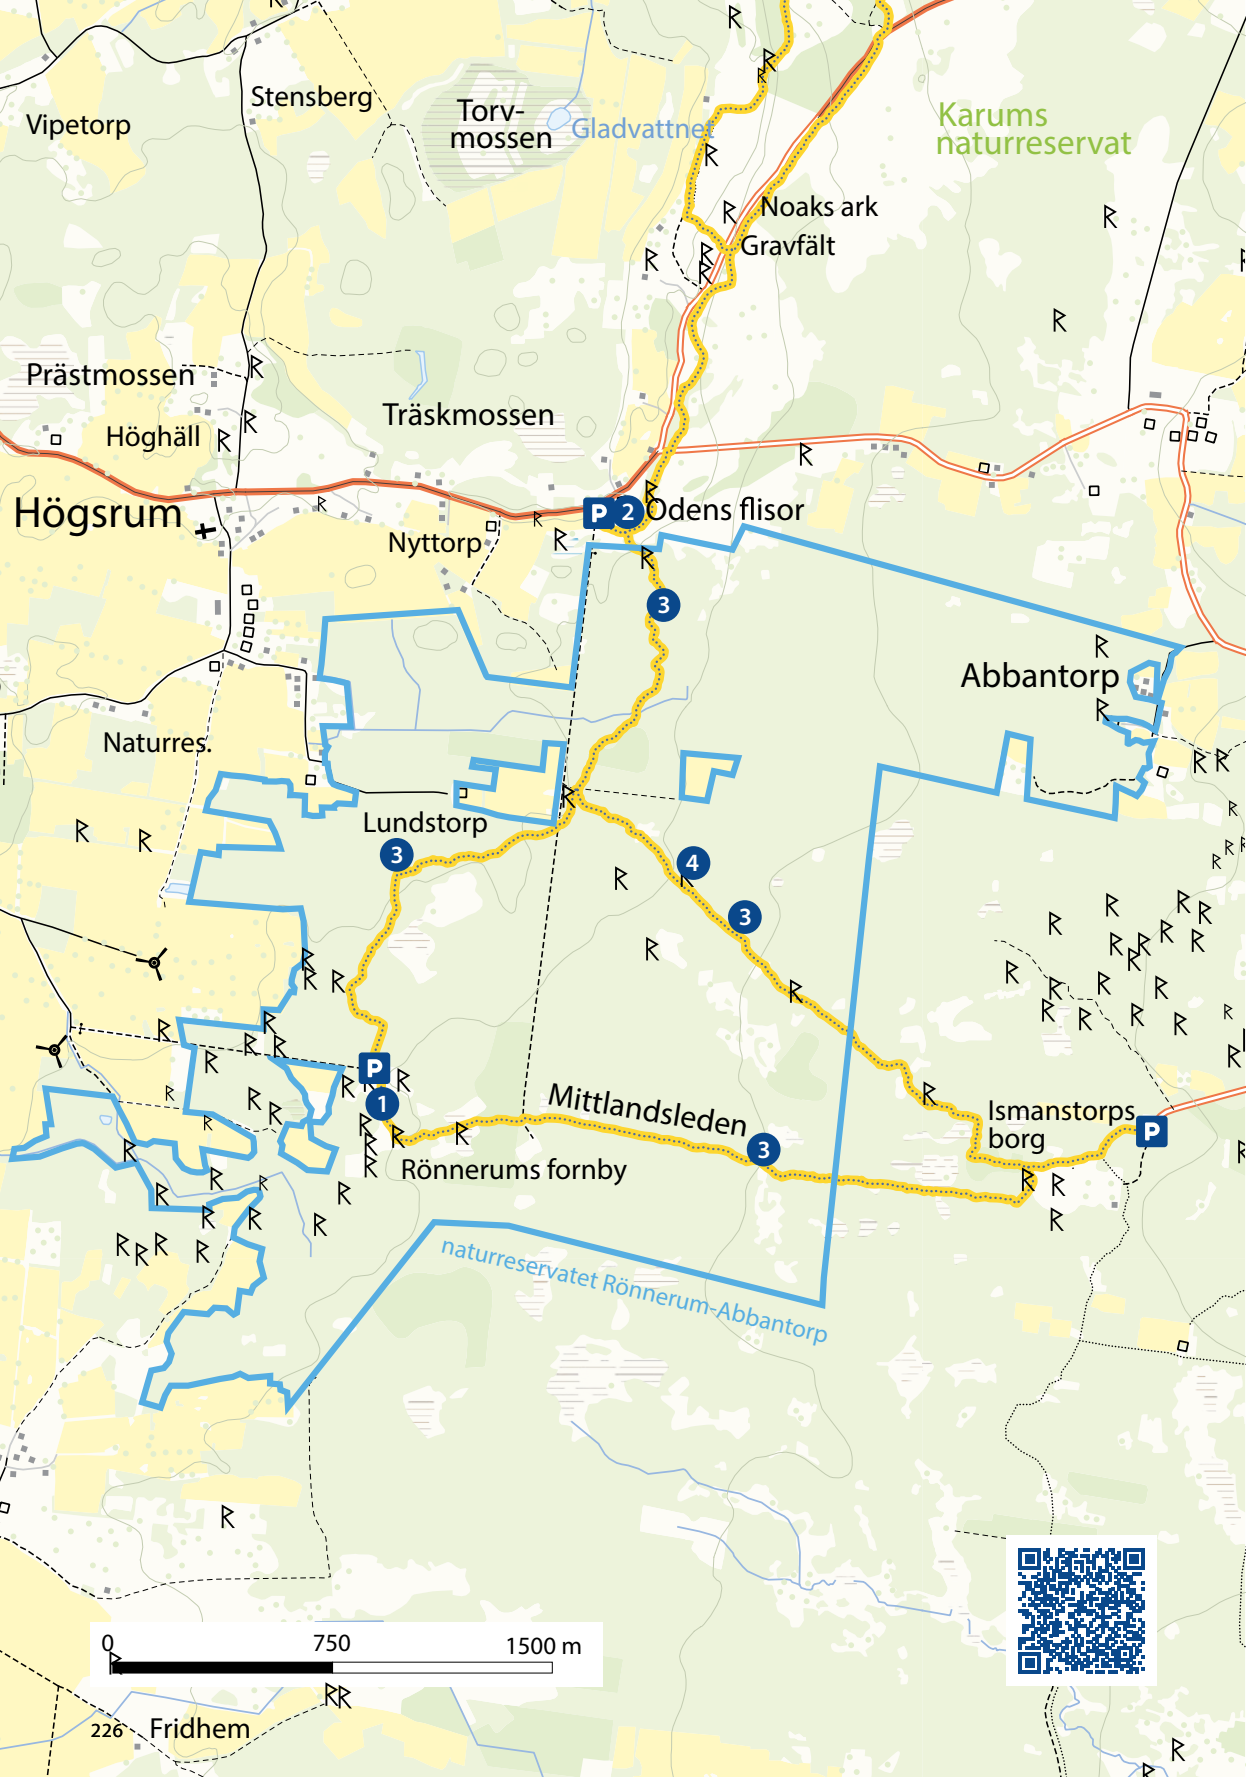 Stensberg
Vipetorp
Torv-
mossen
Gladvattnet
Karums
naturreservat
Noaks ark
Gravfält
Prästmossen
Träskmossen
Höghäll
Högsrum
P
2
Odens flisor
Nyttorp
3
Abbantorp
Naturres.
Lundstorp
3
4
3
P
1
Mittlandsleden
Ismanstorps
borg
P
3
Rönnerums fornby
naturreservatet Rönnerum-Abbantorp
0
750
1500 m
226
Fridhem